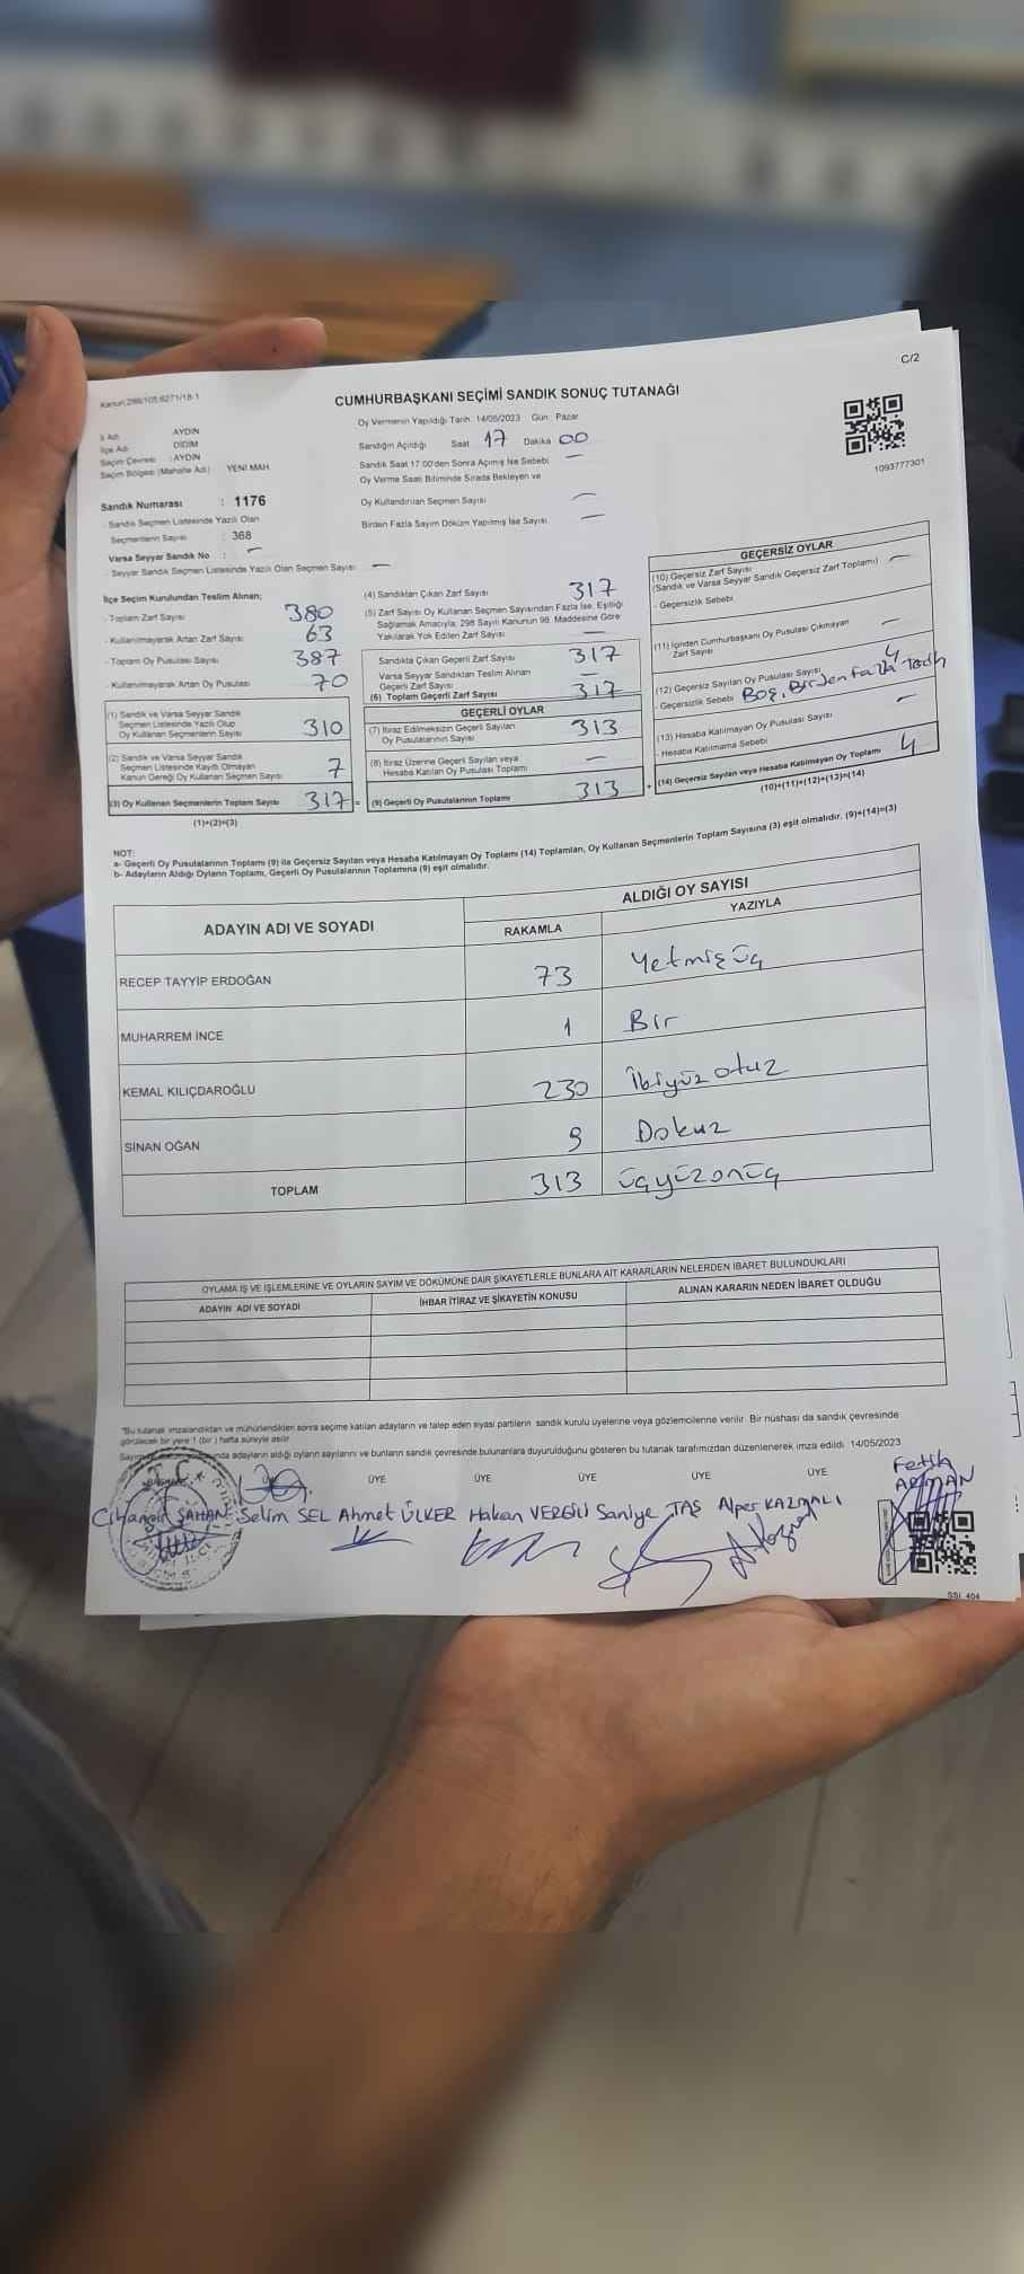 C/2
Kanun:298/105,6271/18-1
CUMHURBAŞKANI SEÇİMİ SANDIK SONUÇ TUTANAĞI
İli Adı : AYDIN
İlçe Adı : DİDİM
Seçim Çevresi : AYDIN
Seçim Bölgesi (Mahalle Adı) YENİ MAH
Sandık Numarası : 1176
- Sandık Seçmen Listesinde Yazılı Olan
Seçmenlerin Sayısı : 368
Varsa Seyyar Sandık No : —
- Seyyar Sandık Seçmen Listesinde Yazılı Olan Seçmen Sayısı —
Oy Vermenin Yapıldığı Tarih: 14/05/2023 Gün: Pazar
Sandığın Açıldığı Saat 17 Dakika 00
Sandık Saat 17:00'den Sonra Açılmış İse Sebebi —
Oy Verme Saati Bitiminde Sırada Bekleyen ve
Oy Kullandırılan Seçmen Sayısı —
Birden Fazla Sayım Döküm Yapılmış İse Sayısı —
1093777301
İlçe Seçim Kurulundan Teslim Alınan;
- Toplam Zarf Sayısı 380
- Kullanılmayarak Artan Zarf Sayısı 63
- Toplam Oy Pusulası Sayısı 387
- Kullanılmayarak Artan Oy Pusulası 70
(1) Sandık ve Varsa Seyyar Sandık
Seçmen Listesinde Yazılı Olup
Oy Kullanan Seçmenlerin Sayısı 310
(2) Sandık ve Varsa Seyyar Sandık
Seçmen Listesinde Kayıtlı Olmayan
Kanun Gereği Oy Kullanan Seçmen Sayısı 7
(3) Oy Kullanan Seçmenlerin Toplam Sayısı 317 =
(1)+(2)=(3)
(4) Sandıktan Çıkan Zarf Sayısı 317
(5) Zarf Sayısı Oy Kullanan Seçmen Sayısından Fazla İse, Eşitliği
Sağlamak Amacıyla, 298 Sayılı Kanunun 98. Maddesine Göre
Yakılarak Yok Edilen Zarf Sayısı —
Sandıkta Çıkan Geçerli Zarf Sayısı 317
Varsa Seyyar Sandıktan Teslim Alınan
Geçerli Zarf Sayısı —
(6) Toplam Geçerli Zarf Sayısı 317
GEÇERLİ OYLAR
(7) İtiraz Edilmeksizin Geçerli Sayılan
Oy Pusulalarının Sayısı 313
(8) İtiraz Üzerine Geçerli Sayılan veya
Hesaba Katılan Oy Pusulası Toplamı —
(9) Geçerli Oy Pusulalarının Toplamı 313 +
GEÇERSİZ OYLAR
(10) Geçersiz Zarf Sayısı —
(Sandık ve Varsa Seyyar Sandık Geçersiz Zarf Toplamı)
- Geçersizlik Sebebi
(11) İçinden Cumhurbaşkanı Oy Pusulası Çıkmayan
Zarf Sayısı —
(12) Geçersiz Sayılan Oy Pusulası Sayısı 4
- Geçersizlik Sebebi Boş, Birden Fazla Tercih
(13) Hesaba Katılmayan Oy Pusulası Sayısı —
- Hesaba Katılmama Sebebi
(14) Geçersiz Sayılan veya Hesaba Katılmayan Oy Toplamı 4
(10)+(11)+(12)+(13)=(14)
NOT:
a- Geçerli Oy Pusulalarının Toplamı (9) ile Geçersiz Sayılan veya Hesaba Katılmayan Oy Toplamı (14) Toplamları, Oy Kullanan Seçmenlerin Toplam Sayısına (3) eşit olmalıdır. (9)+(14)=(3)
b- Adayların Aldığı Oyların Toplamı, Geçerli Oy Pusulalarının Toplamına (9) eşit olmalıdır.
ADAYIN ADI VE SOYADI
ALDIĞI OY SAYISI
RAKAMLA YAZIYLA
RECEP TAYYİP ERDOĞAN 73 Yetmişüç
MUHARREM İNCE 1 Bir
KEMAL KILIÇDAROĞLU 230 İkiyüz otuz
SİNAN OĞAN 9 Dokuz
TOPLAM 313 üçyüzonüç
OYLAMA İŞ VE İŞLEMLERİNE VE OYLARIN SAYIM VE DÖKÜMÜNE DAİR ŞİKAYETLERLE BUNLARA AİT KARARLARIN NELERDEN İBARET BULUNDUKLARI
ADAYIN ADI VE SOYADI İHBAR İTİRAZ VE ŞİKAYETİN KONUSU ALINAN KARARIN NEDEN İBARET OLDUĞU
"Bu tutanak imzalandıktan ve mühürlendikten sonra seçime katılan adayların ve talep eden siyasi partilerin sandık kurulu üyelerine veya gözlemcilerine verilir. Bir nüshası da sandık çevresinde
görülecek bir yere 1 (bir) hafta süreyle asılır.
adayların aldığı oyların sayılarını ve bunların sandık çevresinde bulunanlara duyurulduğunu gösteren bu tutanak tarafımızdan düzenlenerek imza edildi. 14/05/2023
T.C.
ÜYE ÜYE ÜYE ÜYE ÜYE
Cihangir ŞAHAN Selim SEL Ahmet ÜLKER Hakan VERGİLİ Saniye TAŞ Alper KAZMALI
Fetih
ARMAN
SSI: 404